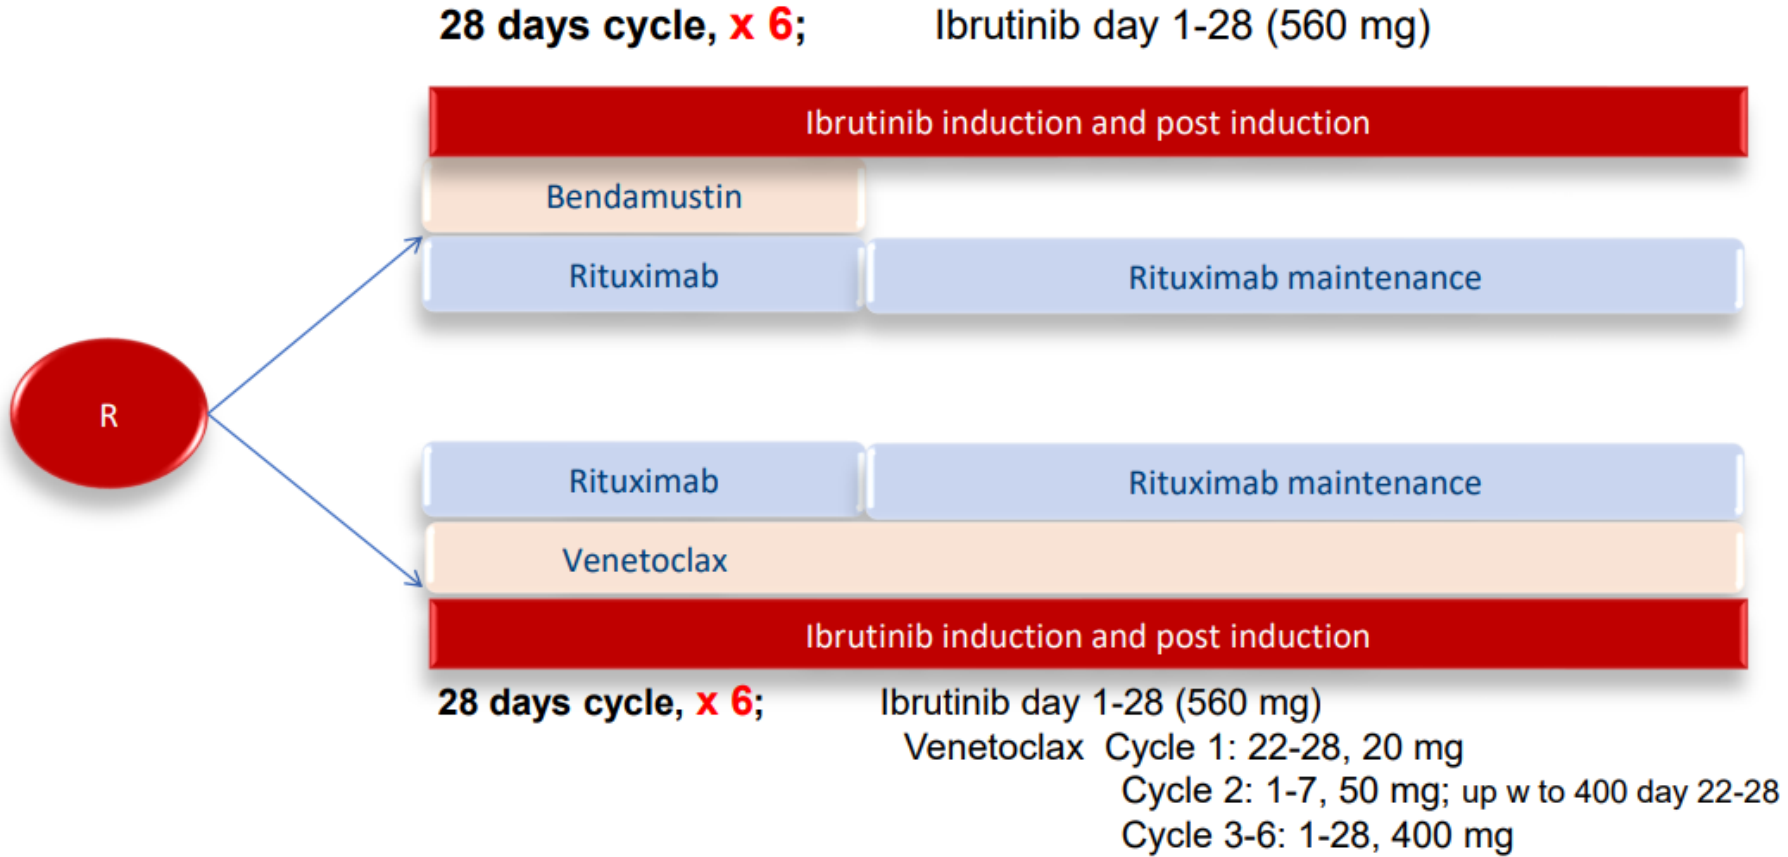 28 days cycle, x 6; Ibrutinib day 1-28 (560 mg)
Ibrutinib induction and post induction
Bendamustin
Rituximab Rituximab maintenance
R
Rituximab Rituximab maintenance
Venetoclax
Ibrutinib induction and post induction
28 days cycle, x 6; Ibrutinib day 1-28 (560 mg)
Venetoclax Cycle 1: 22-28, 20 mg
Cycle 2: 1-7, 50 mg; up w to 400 day 22-28
Cycle 3-6: 1-28, 400 mg